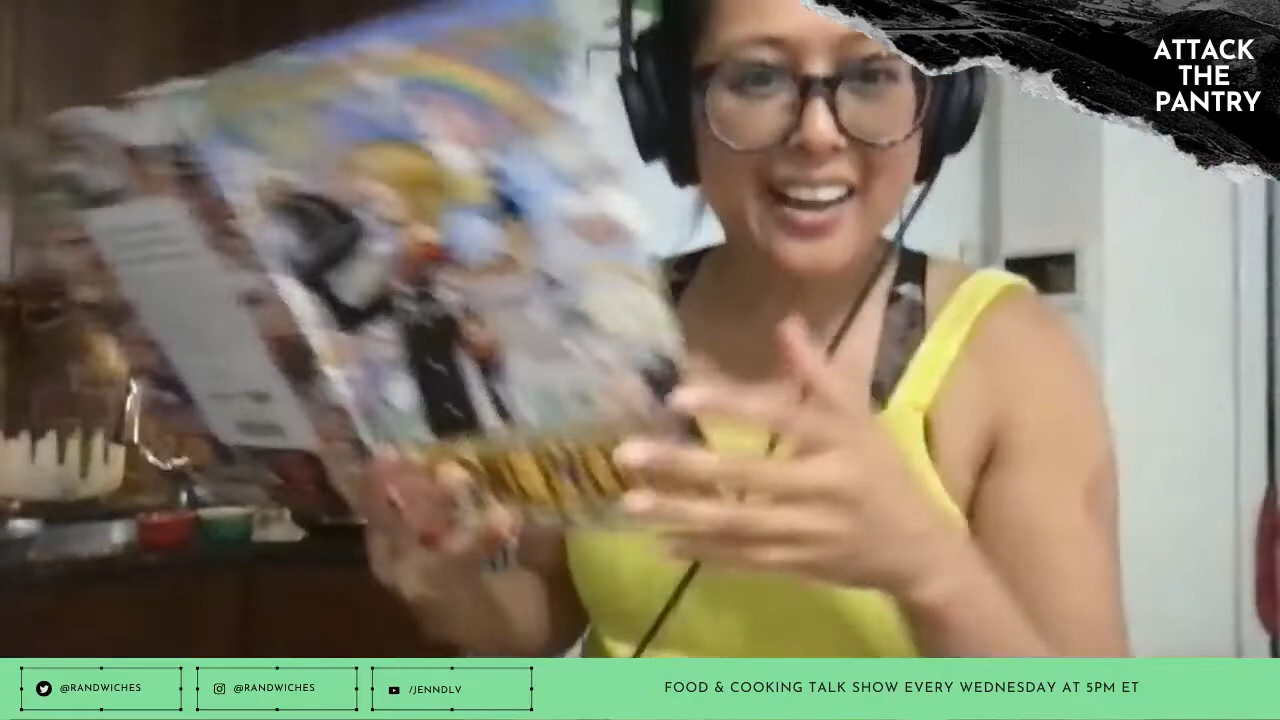 ATTACK
THE
PANTRY
@RANDWICHES
@RANDWICHES
/JENNDLV
FOOD & COOKING TALK SHOW EVERY WEDNESDAY AT 5PM ET